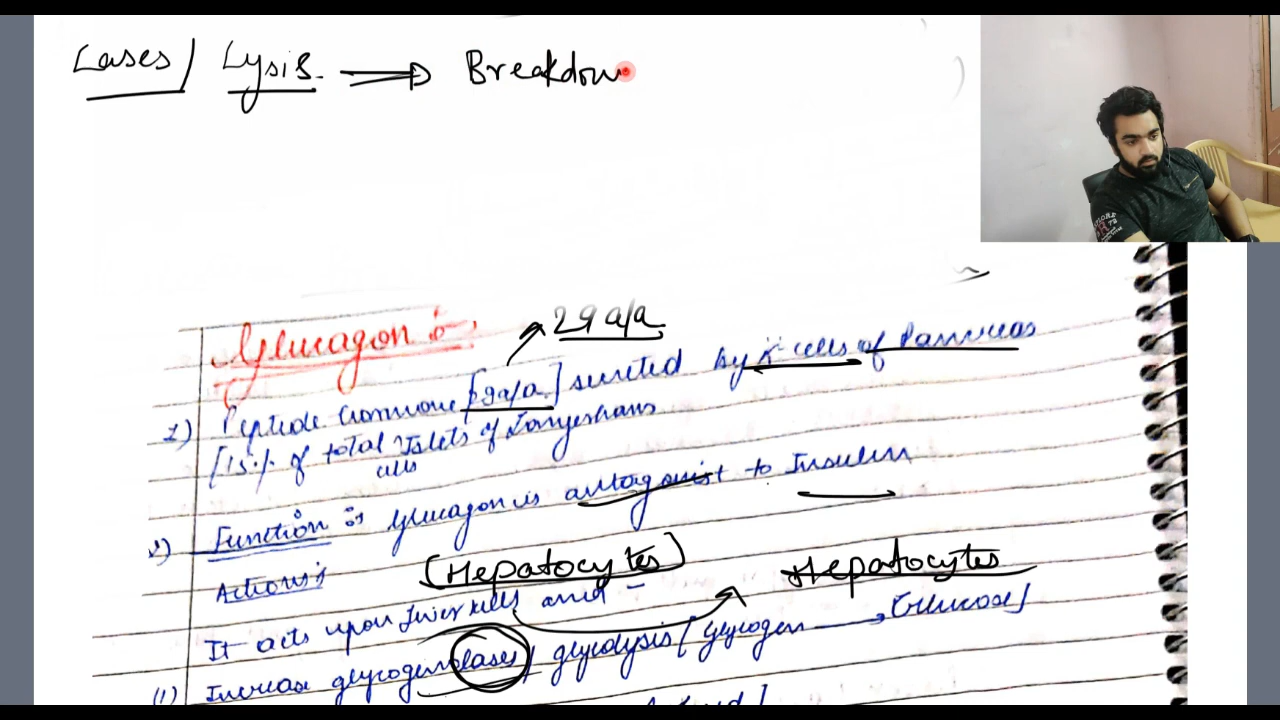 Lases / Lysis ⟹ Breakdown
Glucagon :-
29 a/a
1) Peptide hormone [29a/a] secreted by α-cells of Pancreas
[15% of total Islets of Langerhans
cells
2) Function :- Glucagon is antagonist to Insulin
Actions:
[Hepatocytes] Hepatocytes
It acts upon liver cells and -
(1) Increase glycogenolases / glycolysis [Glycogen → Glucose]